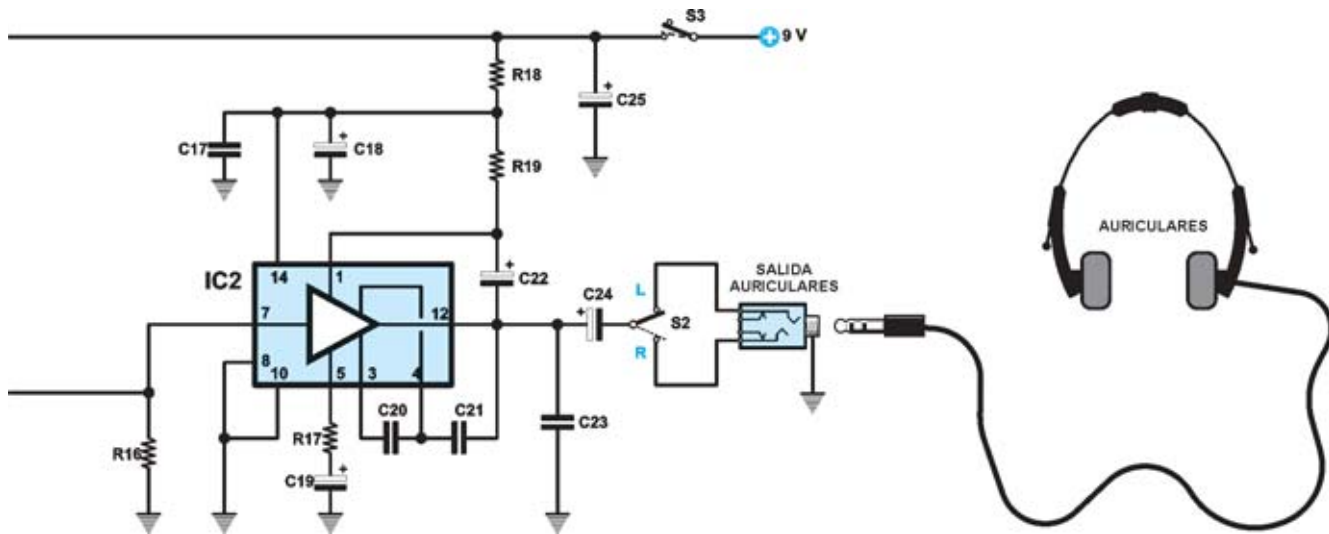 S3
+ 9 V
R18
+
C25
C17
+
C18
R19
IC2
14
1
+
C22
SALIDA
AURICULARES
AURICULARES
C24
+
L
S2
R
7
12
8
10
5
3
4
C20
C21
C23
R16
R17
C19
+